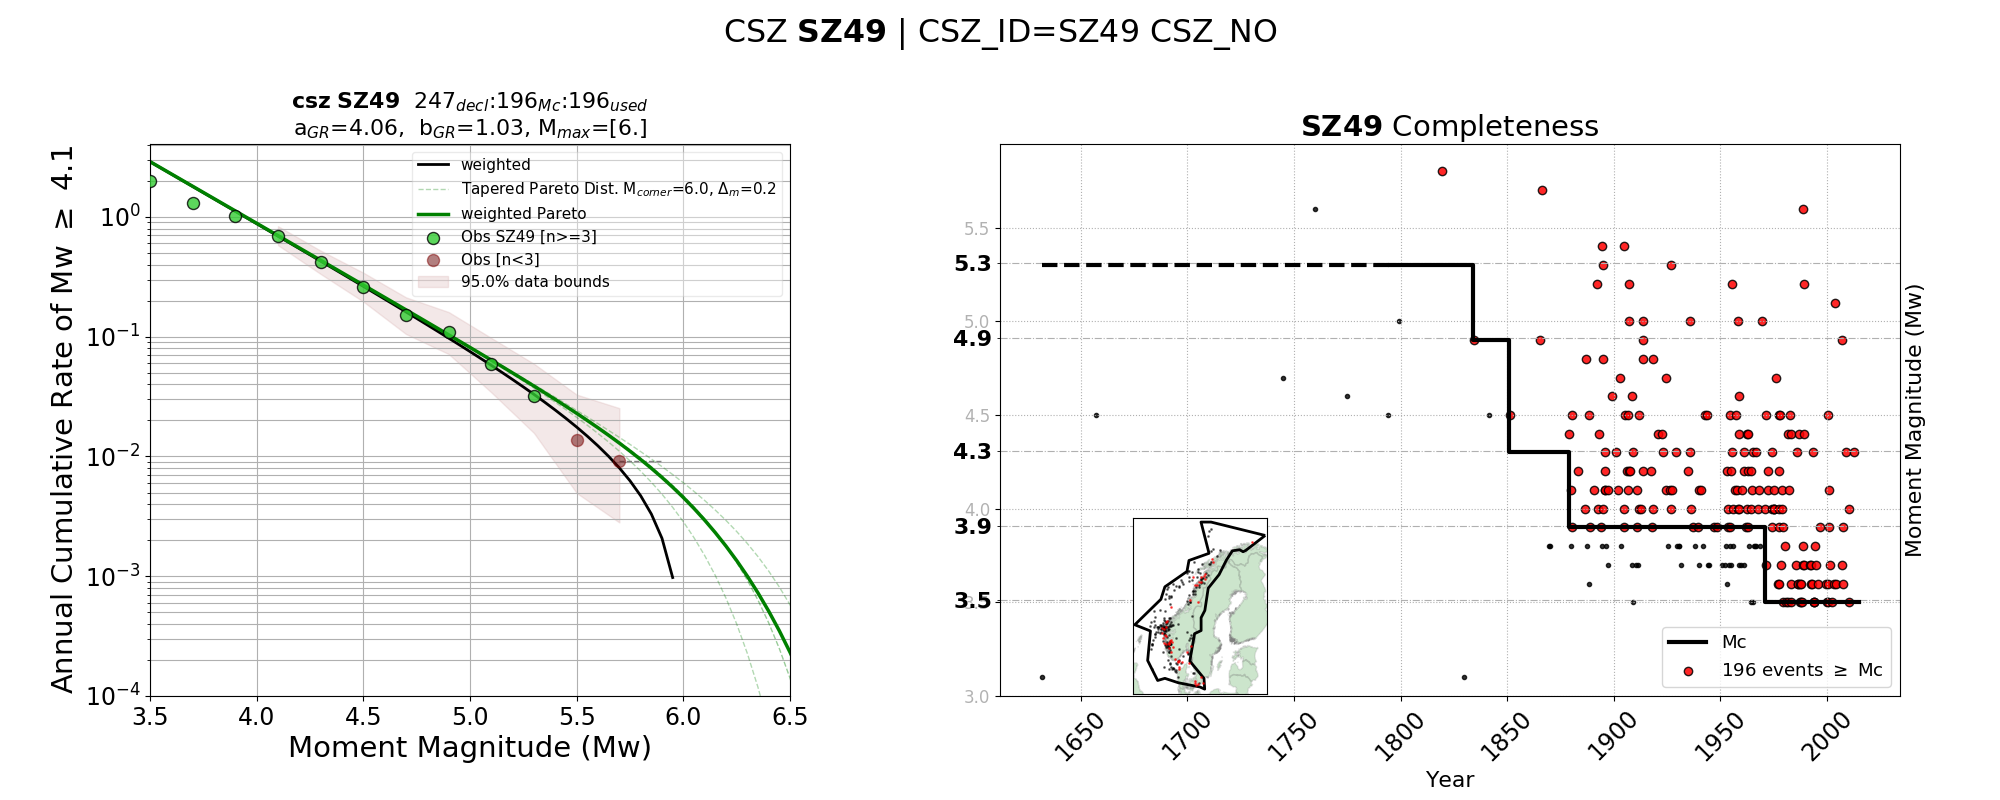 CSZ SZ49 | CSZ_ID=SZ49 CSZ_NO
csz SZ49 247decl:196Mc:196used
aGR=4.06, bGR=1.03, Mmax=[6.]
Annual Cumulative Rate of Mw ≥ 4.1
10^0
10^-1
10^-2
10^-3
10^-4
weighted
Tapered Pareto Dist. Mcorner=6.0, Δm=0.2
weighted Pareto
Obs SZ49 [n>=3]
Obs [n<3]
95.0% data bounds
3.5 4.0 4.5 5.0 5.5 6.0 6.5
Moment Magnitude (Mw)
SZ49 Completeness
5.5
5.3
5.0
4.9
4.5
4.3
4.0
3.9
3.5
3.0
Mc
196 events ≥ Mc
1650 1700 1750 1800 1850 1900 1950 2000
Year
Moment Magnitude (Mw)